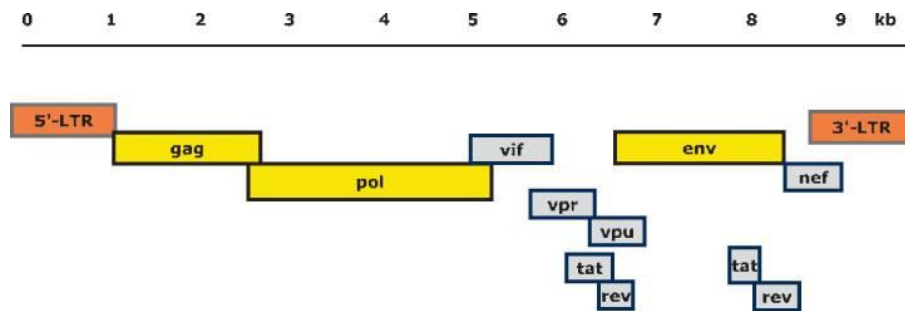 0 1 2 3 4 5 6 7 8 9 kb
5'-LTR
3'-LTR
gag
vif
env
pol
nef
vpr
vpu
tat
tat
rev
rev